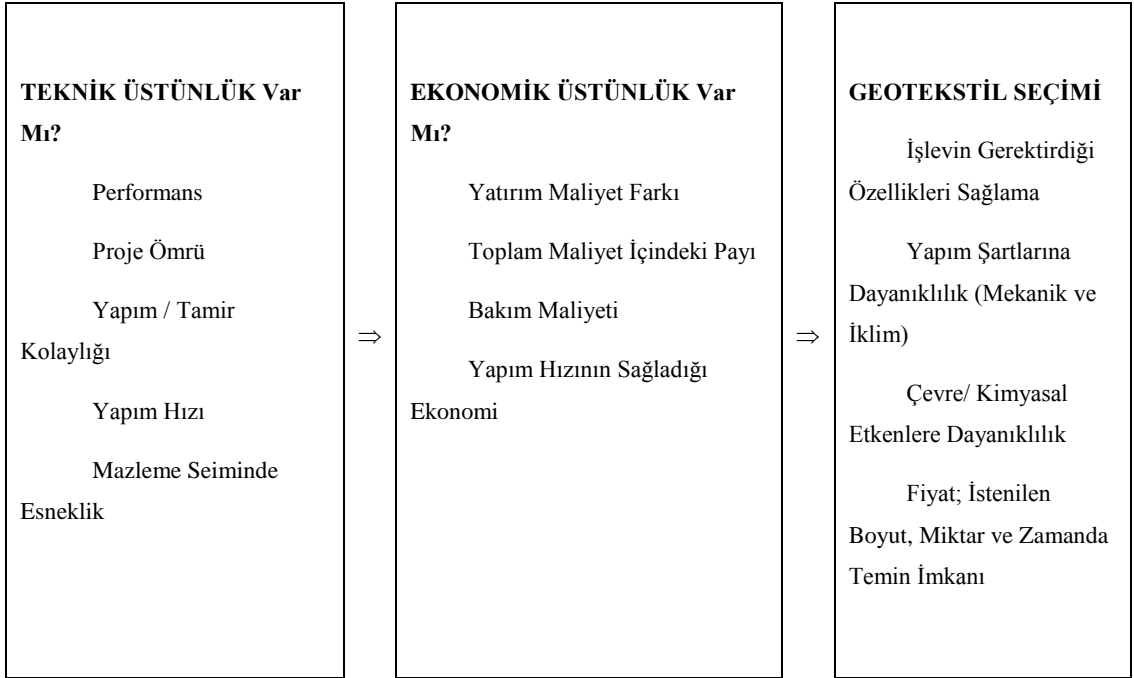 TEKNİK ÜSTÜNLÜK Var
Mı?
Performans
Proje Ömrü
Yapım / Tamir
Kolaylığı
Yapım Hızı
Mazleme Seiminde
Esneklik
⇒
EKONOMİK ÜSTÜNLÜK Var
Mı?
Yatırım Maliyet Farkı
Toplam Maliyet İçindeki Payı
Bakım Maliyeti
Yapım Hızının Sağladığı
Ekonomi
⇒
GEOTEKSTİL SEÇİMİ
İşlevin Gerektirdiği
Özellikleri Sağlama
Yapım Şartlarına
Dayanıklılık (Mekanik ve
İklim)
Çevre/ Kimyasal
Etkenlere Dayanıklılık
Fiyat; İstenilen
Boyut, Miktar ve Zamanda
Temin İmkanı